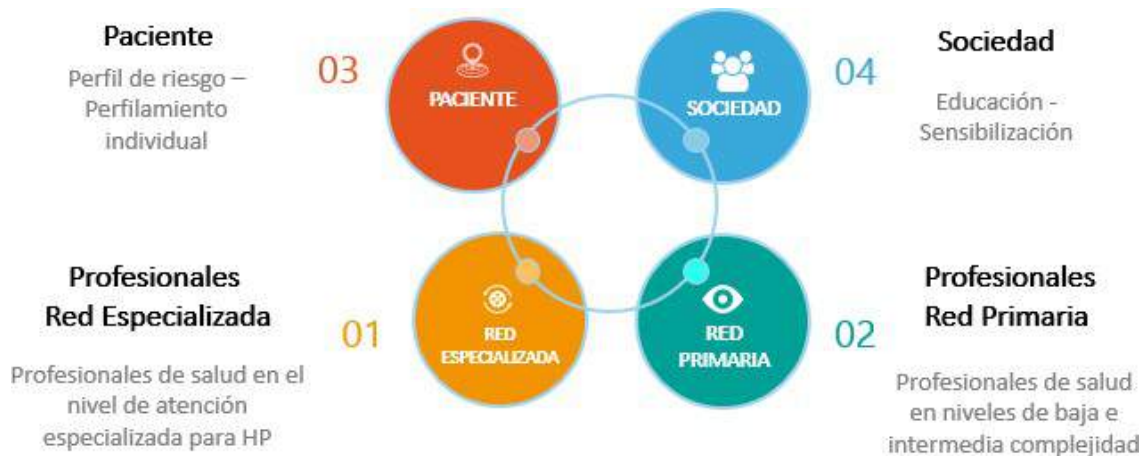 Paciente
Perfil de riesgo –
Perfilamiento
individual
03
PACIENTE
SOCIEDAD
04
Sociedad
Educación -
Sensibilización
Profesionales
Red Especializada
Profesionales de salud en el
nivel de atención
especializada para HP
01
RED
ESPECIALIZADA
RED
PRIMARIA
02
Profesionales
Red Primaria
Profesionales de salud
en niveles de baja e
intermedia complejidad